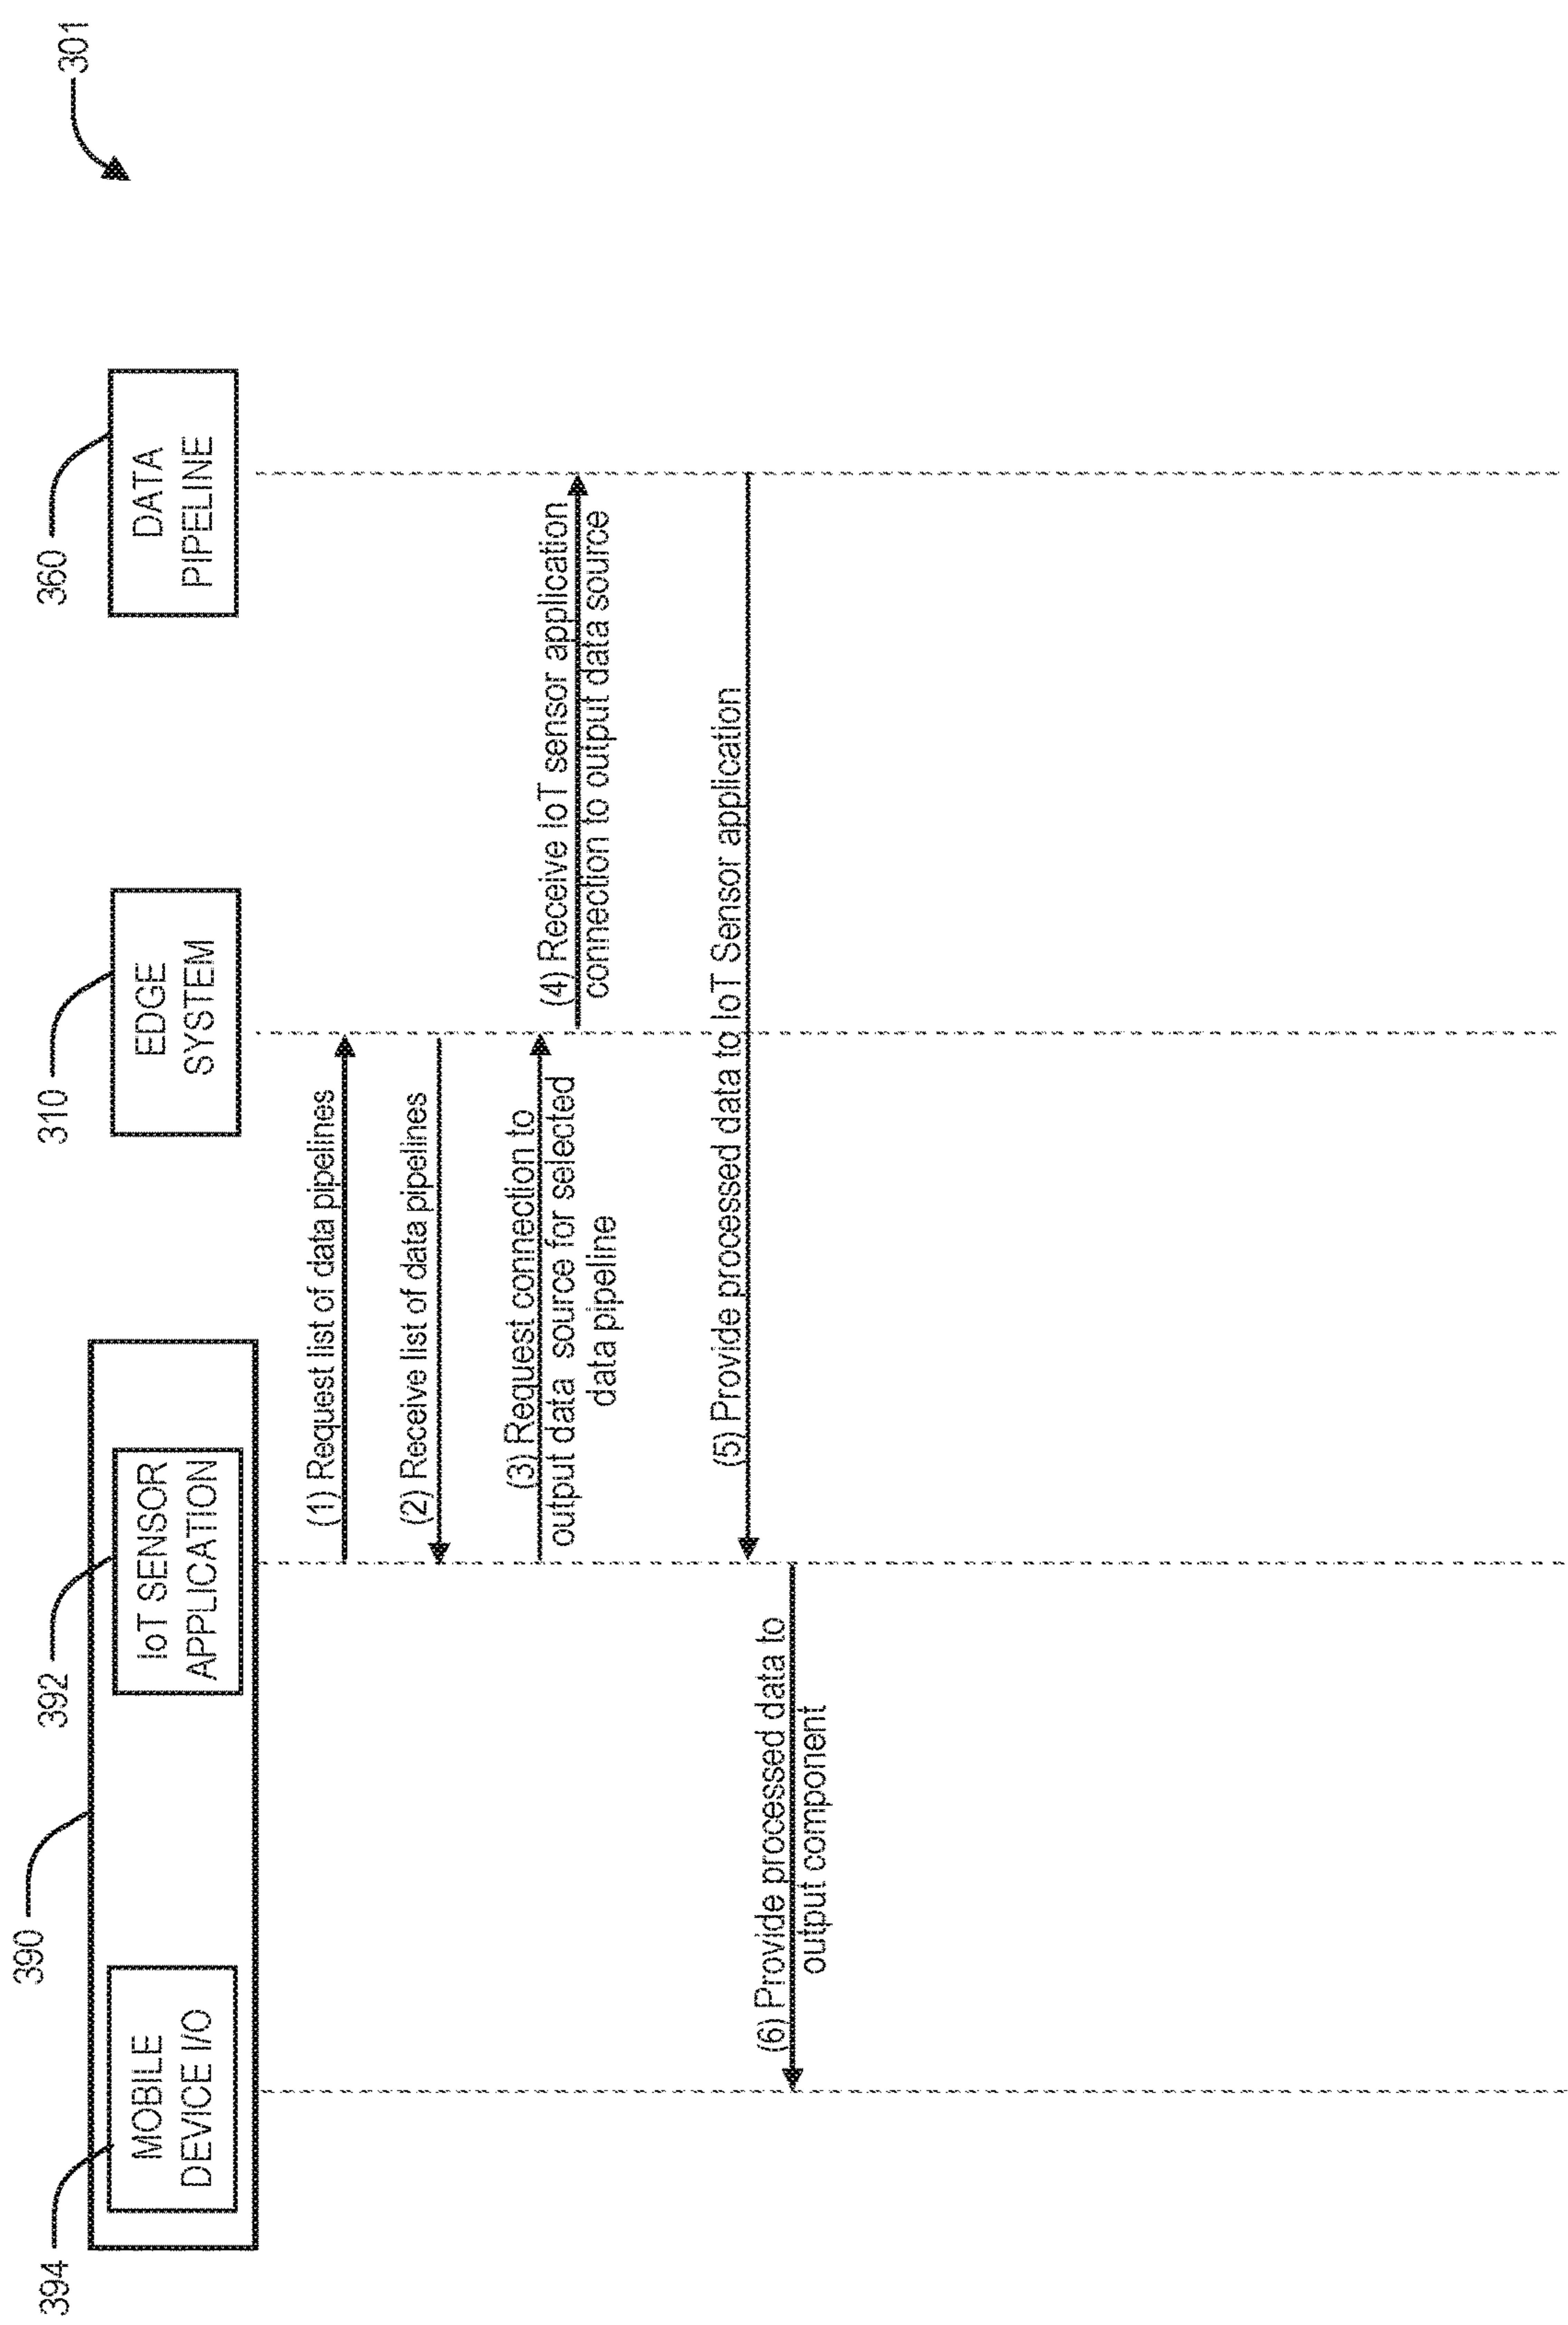 301
390
394
392
310
360
MOBILE
DEVICE I/O
IoT SENSOR
APPLICATION
EDGE
SYSTEM
DATA
PIPELINE
(1) Request list of data pipelines
(2) Receive list of data pipelines
(3) Request connection to
output data source for selected
data pipeline
(4) Receive IoT sensor application
connection to output data source
(5) Provide processed data to IoT Sensor application
(6) Provide processed data to
output component